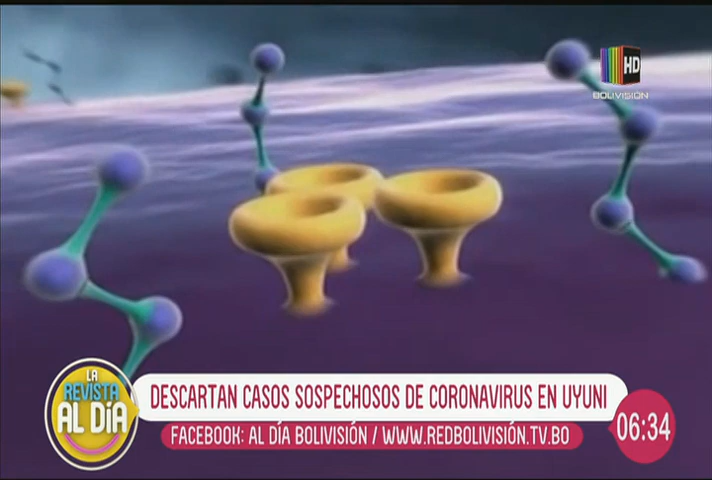 HD
BOLIVISIÓN
LA
REVISTA
AL DÍA
DESCARTAN CASOS SOSPECHOSOS DE CORONAVIRUS EN UYUNI
FACEBOOK: AL DÍA BOLIVISIÓN / WWW.REDBOLIVISIÓN.TV.BO
06:34